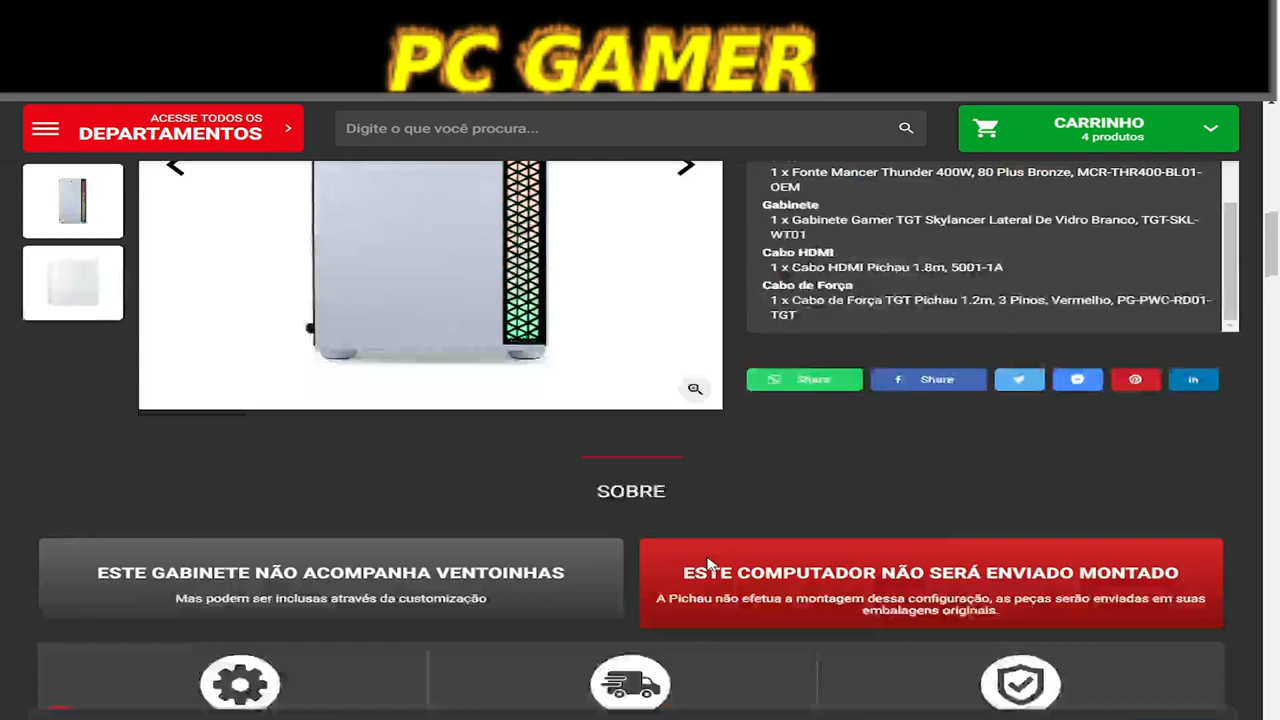 PC GAMER
ACESSE TODOS OS
DEPARTAMENTOS
Digite o que você procura...
CARRINHO
4 produtos
1 x Fonte Mancer Thunder 400W, 80 Plus Bronze, MCR-THR400-BL01-
OEM
Gabinete
1 x Gabinete Gamer TGT Skylancer Lateral De Vidro Branco, TGT-SKL-
WT01
Cabo HDMI
1 x Cabo HDMI Pichau 1.8m, 5001-1A
Cabo de Força
1 x Cabo de Força TGT Pichau 1.2m, 3 Pinos, Vermelho, PG-PWC-RD01-
TGT
Share
Share
in
SOBRE
ESTE GABINETE NÃO ACOMPANHA VENTOINHAS
Mas podem ser inclusas através da customização
ESTE COMPUTADOR NÃO SERÁ ENVIADO MONTADO
A Pichau não efetua a montagem dessa configuração, as peças serão enviadas em suas
embalagens originais.